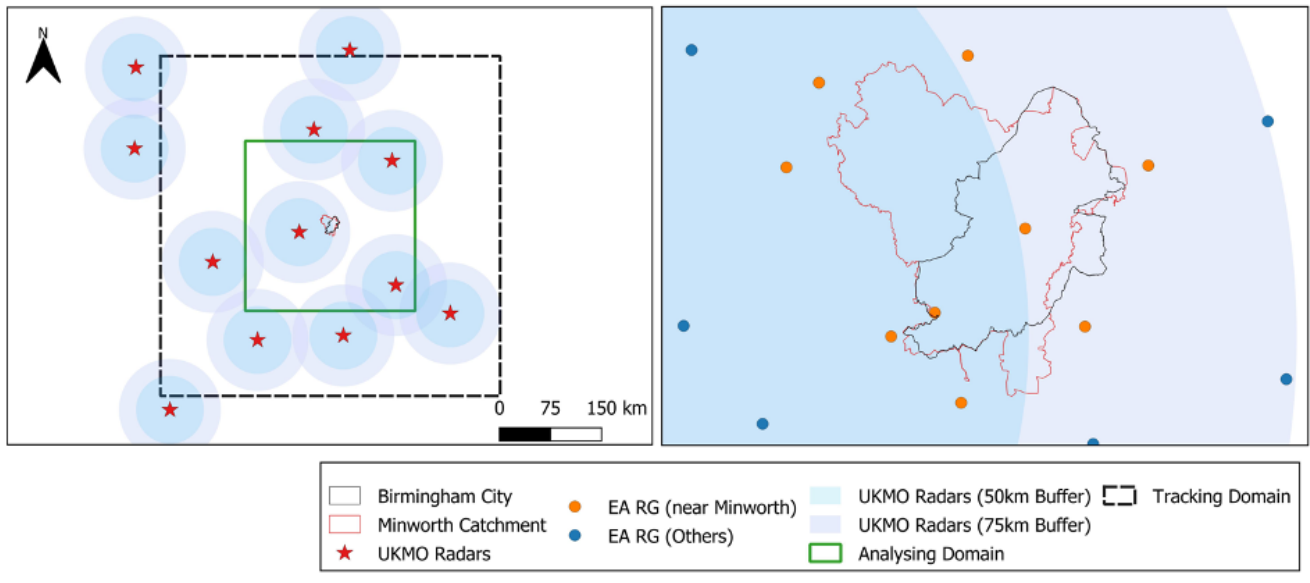 N
0 75 150 km
Birmingham City
Minworth Catchment
UKMO Radars
EA RG (near Minworth)
EA RG (Others)
UKMO Radars (50km Buffer)
UKMO Radars (75km Buffer)
Analysing Domain
Tracking Domain